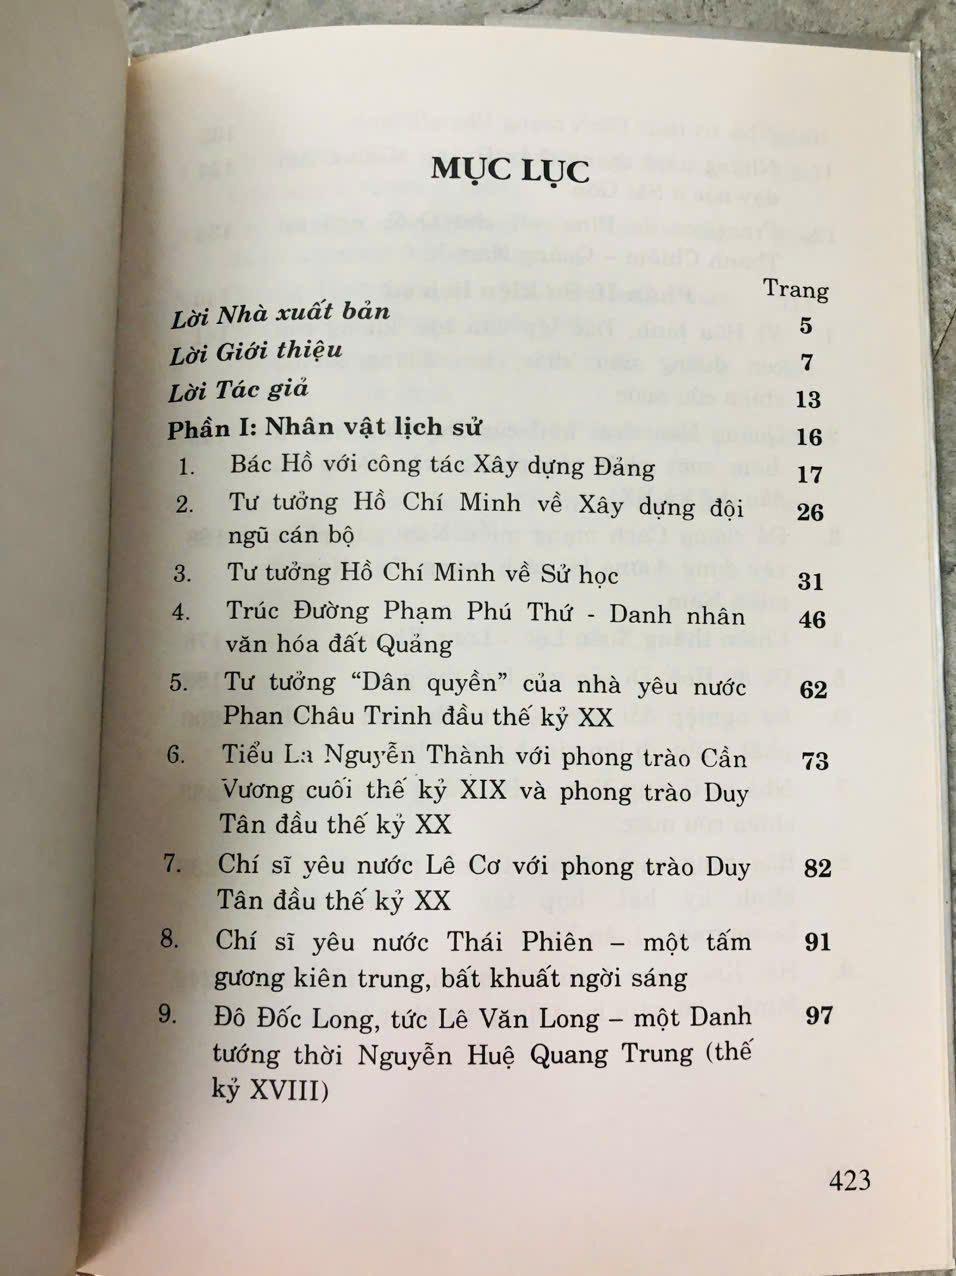 MỤC LỤC
Trang
Lời Nhà xuất bản 5
Lời Giới thiệu 7
Lời Tác giả 13
Phần I: Nhân vật lịch sử 16
1. Bác Hồ với công tác Xây dựng Đảng 17
2. Tư tưởng Hồ Chí Minh về Xây dựng đội 26
ngũ cán bộ
3. Tư tưởng Hồ Chí Minh về Sử học 31
4. Trúc Đường Phạm Phú Thứ - Danh nhân 46
văn hóa đất Quảng
5. Tư tưởng “Dân quyền” của nhà yêu nước 62
Phan Châu Trinh đầu thế kỷ XX
6. Tiểu La Nguyễn Thành với phong trào Cần 73
Vương cuối thế kỷ XIX và phong trào Duy
Tân đầu thế kỷ XX
7. Chí sĩ yêu nước Lê Cơ với phong trào Duy 82
Tân đầu thế kỷ XX
8. Chí sĩ yêu nước Thái Phiên – một tấm 91
gương kiên trung, bất khuất ngời sáng
9. Đô Đốc Long, tức Lê Văn Long – một Danh 97
tướng thời Nguyễn Huệ Quang Trung (thế
kỷ XVIII)
423